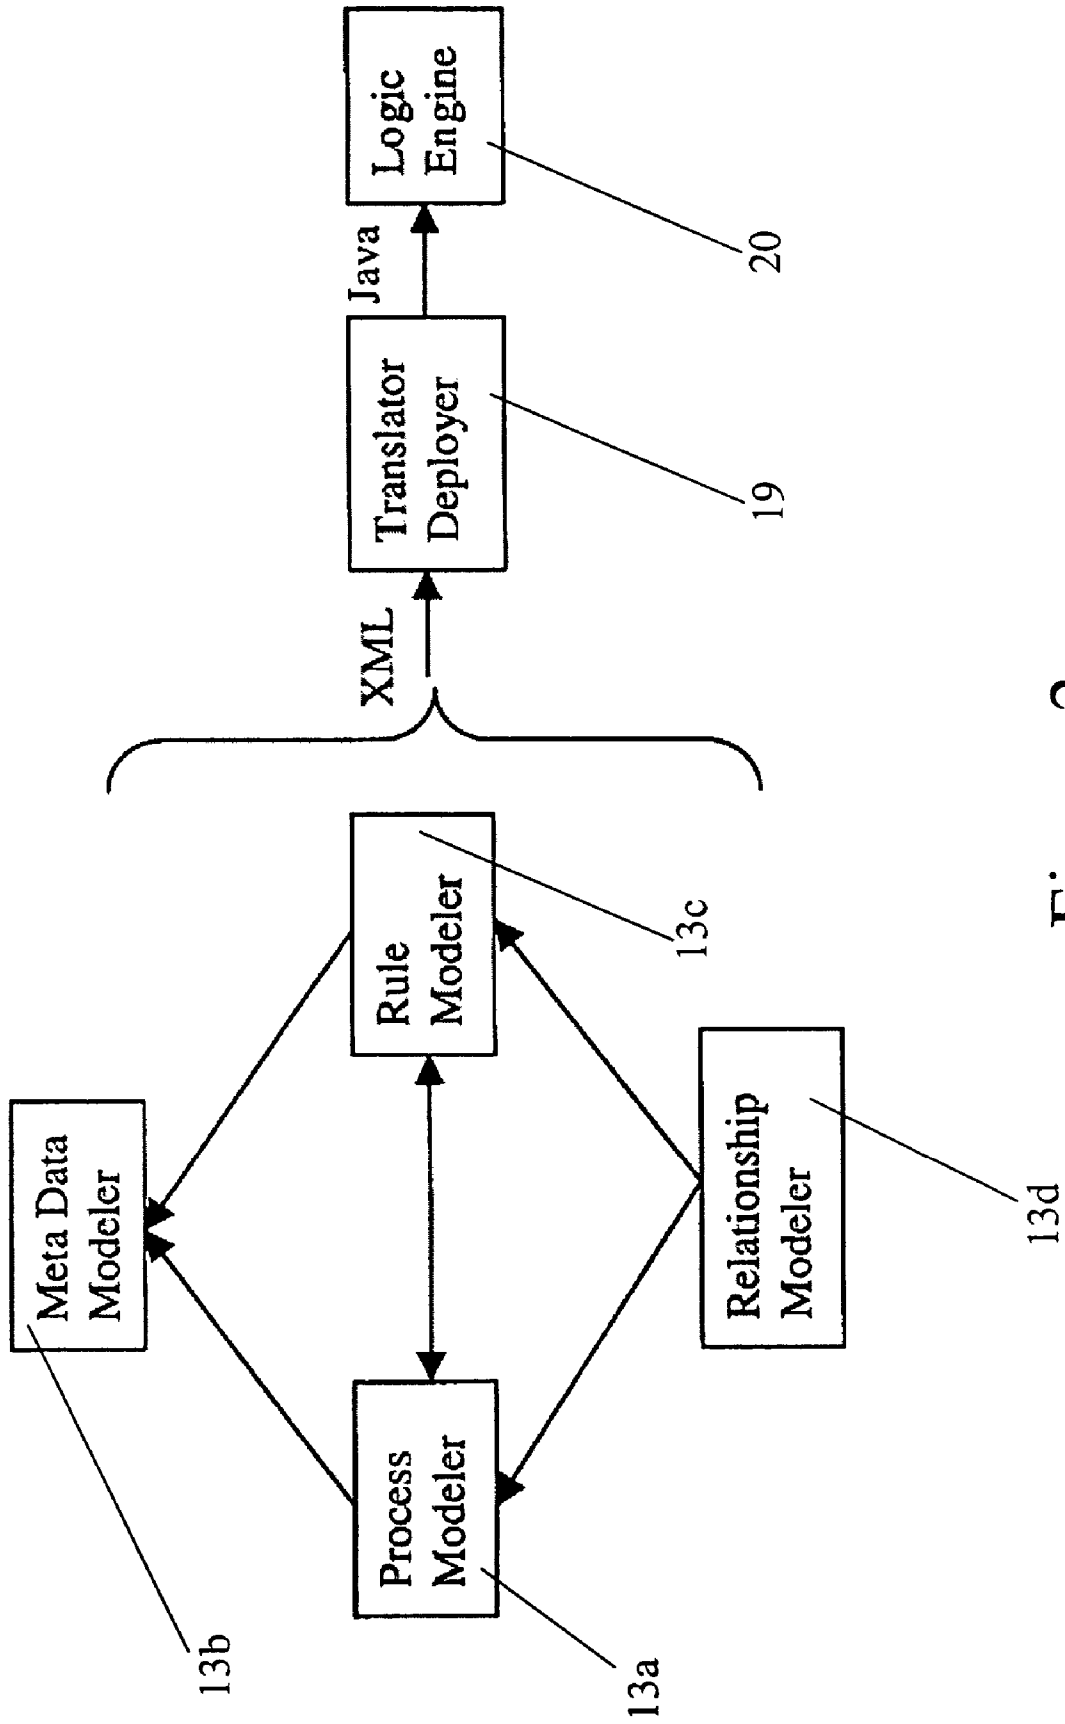 Meta Data
Modeler
13b
Process
Modeler
13a
Rule
Modeler
13c
Relationship
Modeler
13d
XML
Translator
Deployer
19
Java
Logic
Engine
20